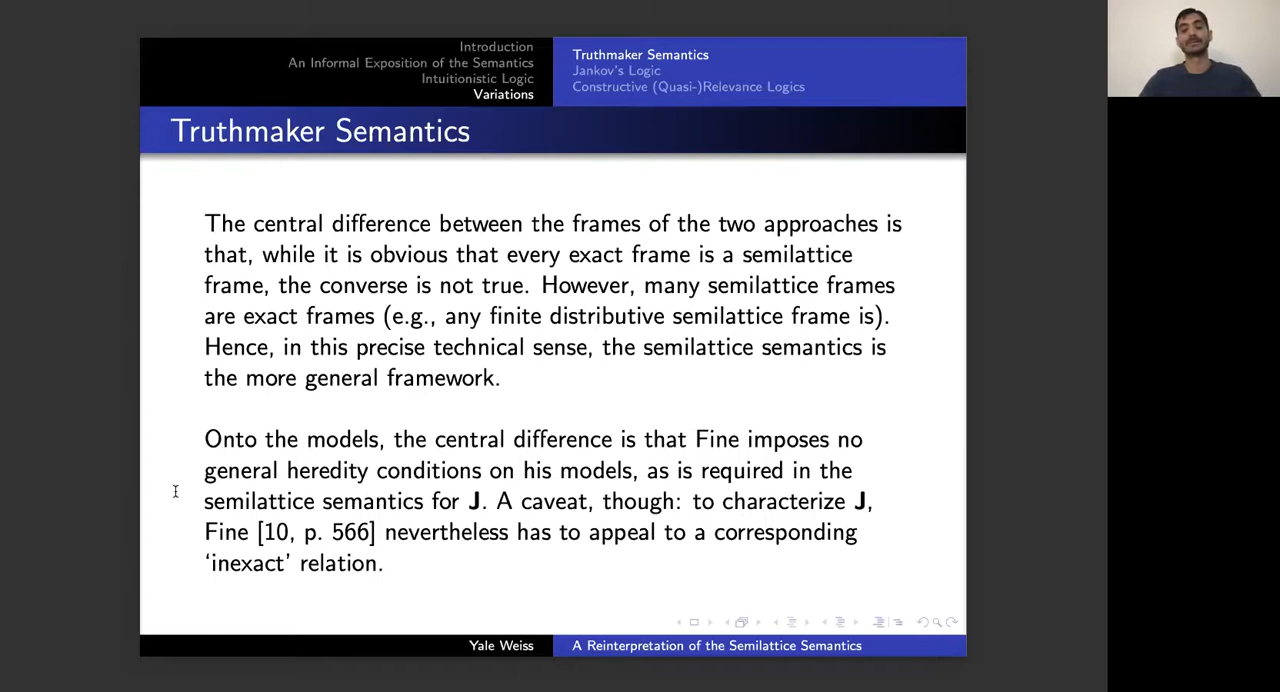 Introduction
An Informal Exposition of the Semantics
Intuitionistic Logic
Variations
Truthmaker Semantics
Jankov's Logic
Constructive (Quasi-)Relevance Logics
Truthmaker Semantics
The central difference between the frames of the two approaches is
that, while it is obvious that every exact frame is a semilattice
frame, the converse is not true. However, many semilattice frames
are exact frames (e.g., any finite distributive semilattice frame is).
Hence, in this precise technical sense, the semilattice semantics is
the more general framework.
Onto the models, the central difference is that Fine imposes no
general heredity conditions on his models, as is required in the
semilattice semantics for J. A caveat, though: to characterize J,
Fine [10, p. 566] nevertheless has to appeal to a corresponding
‘inexact’ relation.
Yale Weiss
A Reinterpretation of the Semilattice Semantics